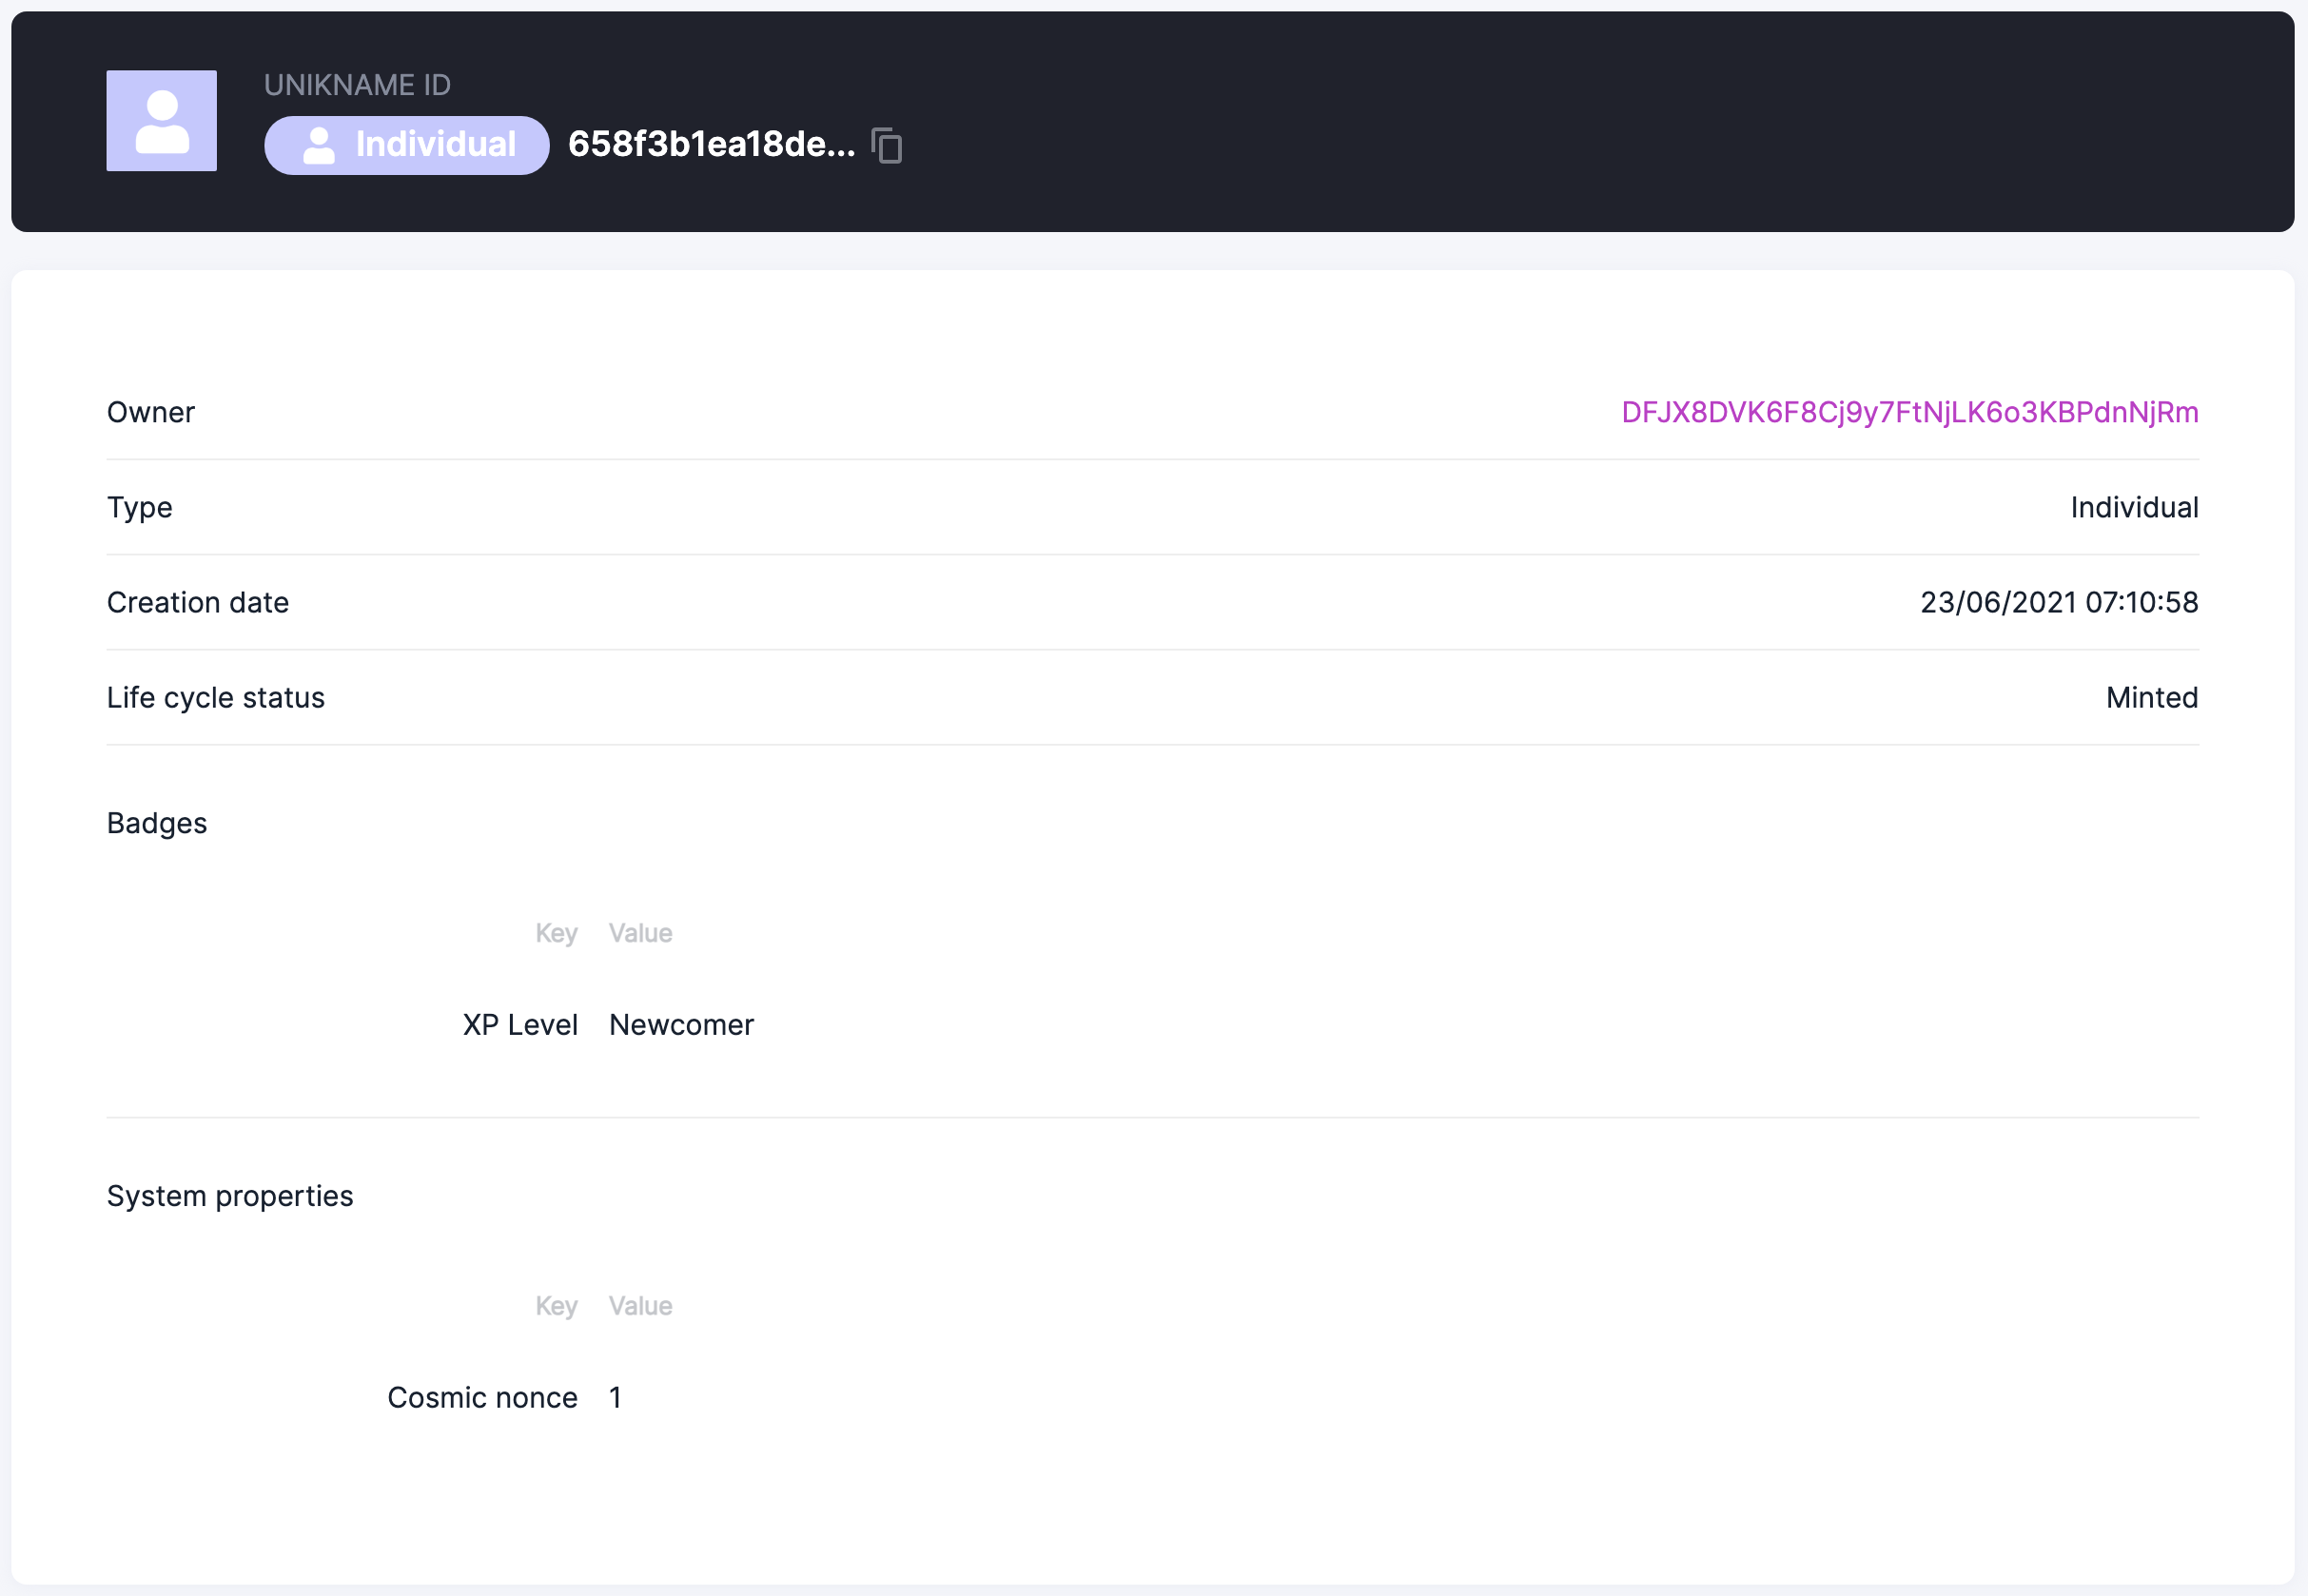 UNIKNAME ID
Individual 658f3b1ea18de...
Owner DFJX8DVK6F8Cj9y7FtNjLK6o3KBPdnNjRm
Type Individual
Creation date 23/06/2021 07:10:58
Life cycle status Minted
Badges
Key Value
XP Level Newcomer
System properties
Key Value
Cosmic nonce 1